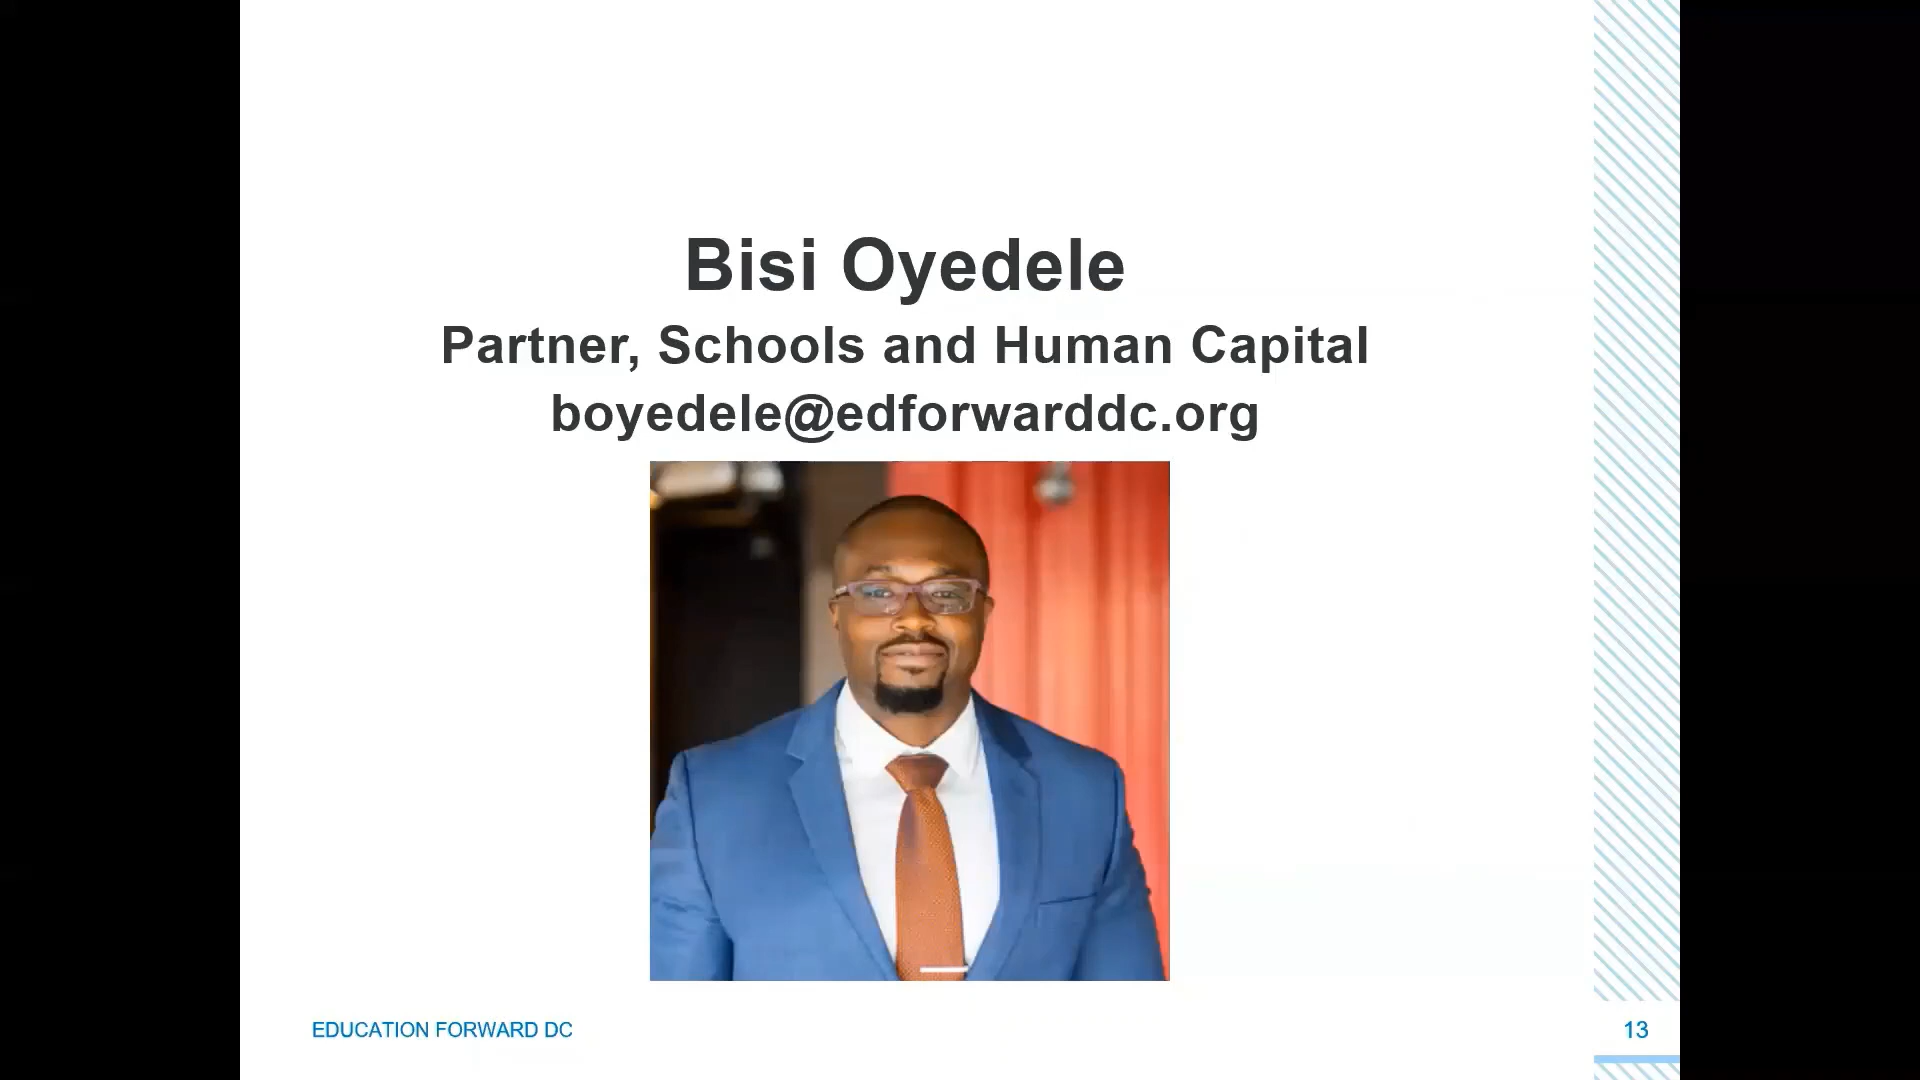 Bisi Oyedele
Partner, Schools and Human Capital
boyedele@edforwarddc.org
EDUCATION FORWARD DC
13